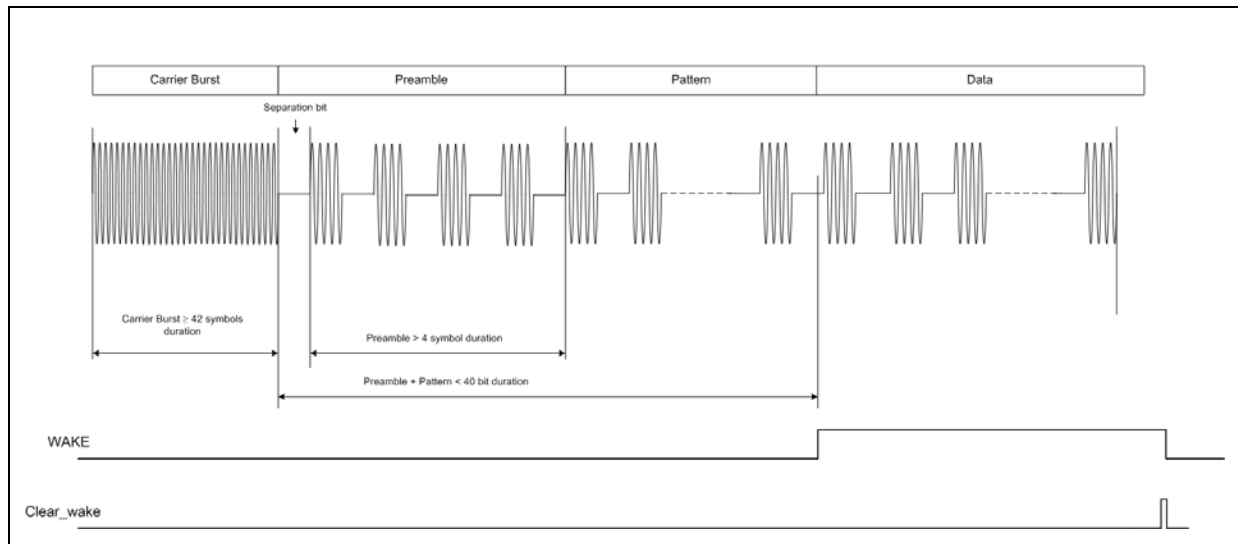 Carrier Burst
Preamble
Pattern
Data
Separation bit
Carrier Burst ≥ 42 symbols
duration
Preamble > 4 symbol duration
Preamble + Pattern < 40 bit duration
WAKE
Clear_wake